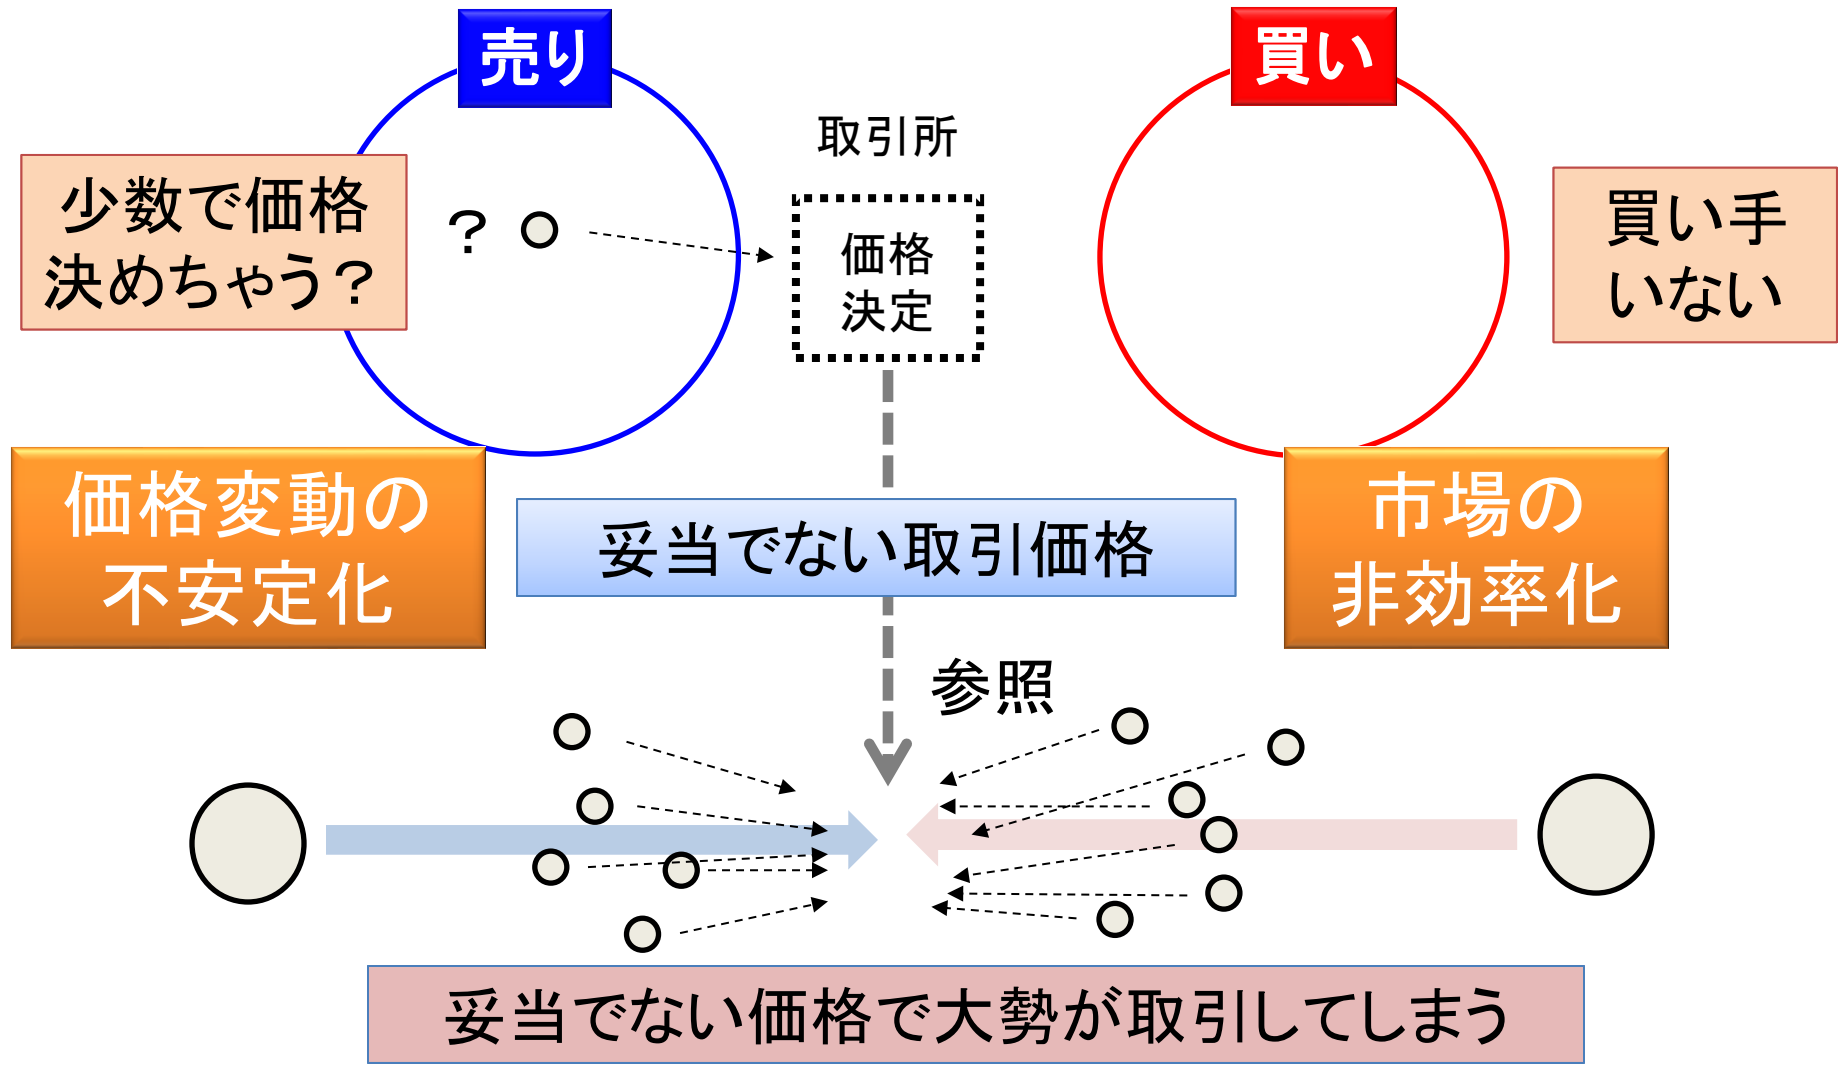 売り
買い
取引所
少数で価格
決めちゃう？
？
価格
決定
買い手
いない
価格変動の
不安定化
妥当でない取引価格
市場の
非効率化
参照
妥当でない価格で大勢が取引してしまう